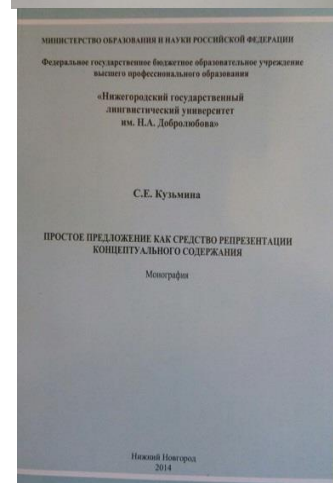 МИНИСТЕРСТВО ОБРАЗОВАНИЯ И НАУКИ РОССИЙСКОЙ ФЕДЕРАЦИИ
Федеральное государственное бюджетное образовательное учреждение
высшего профессионального образования
«Нижегородский государственный
лингвистический университет
им. Н.А. Добролюбова»
С.Е. Кузьмина
ПРОСТОЕ ПРЕДЛОЖЕНИЕ КАК СРЕДСТВО РЕПРЕЗЕНТАЦИИ
КОНЦЕПТУАЛЬНОГО СОДЕРЖАНИЯ
Монография
Нижний Новгород
2014